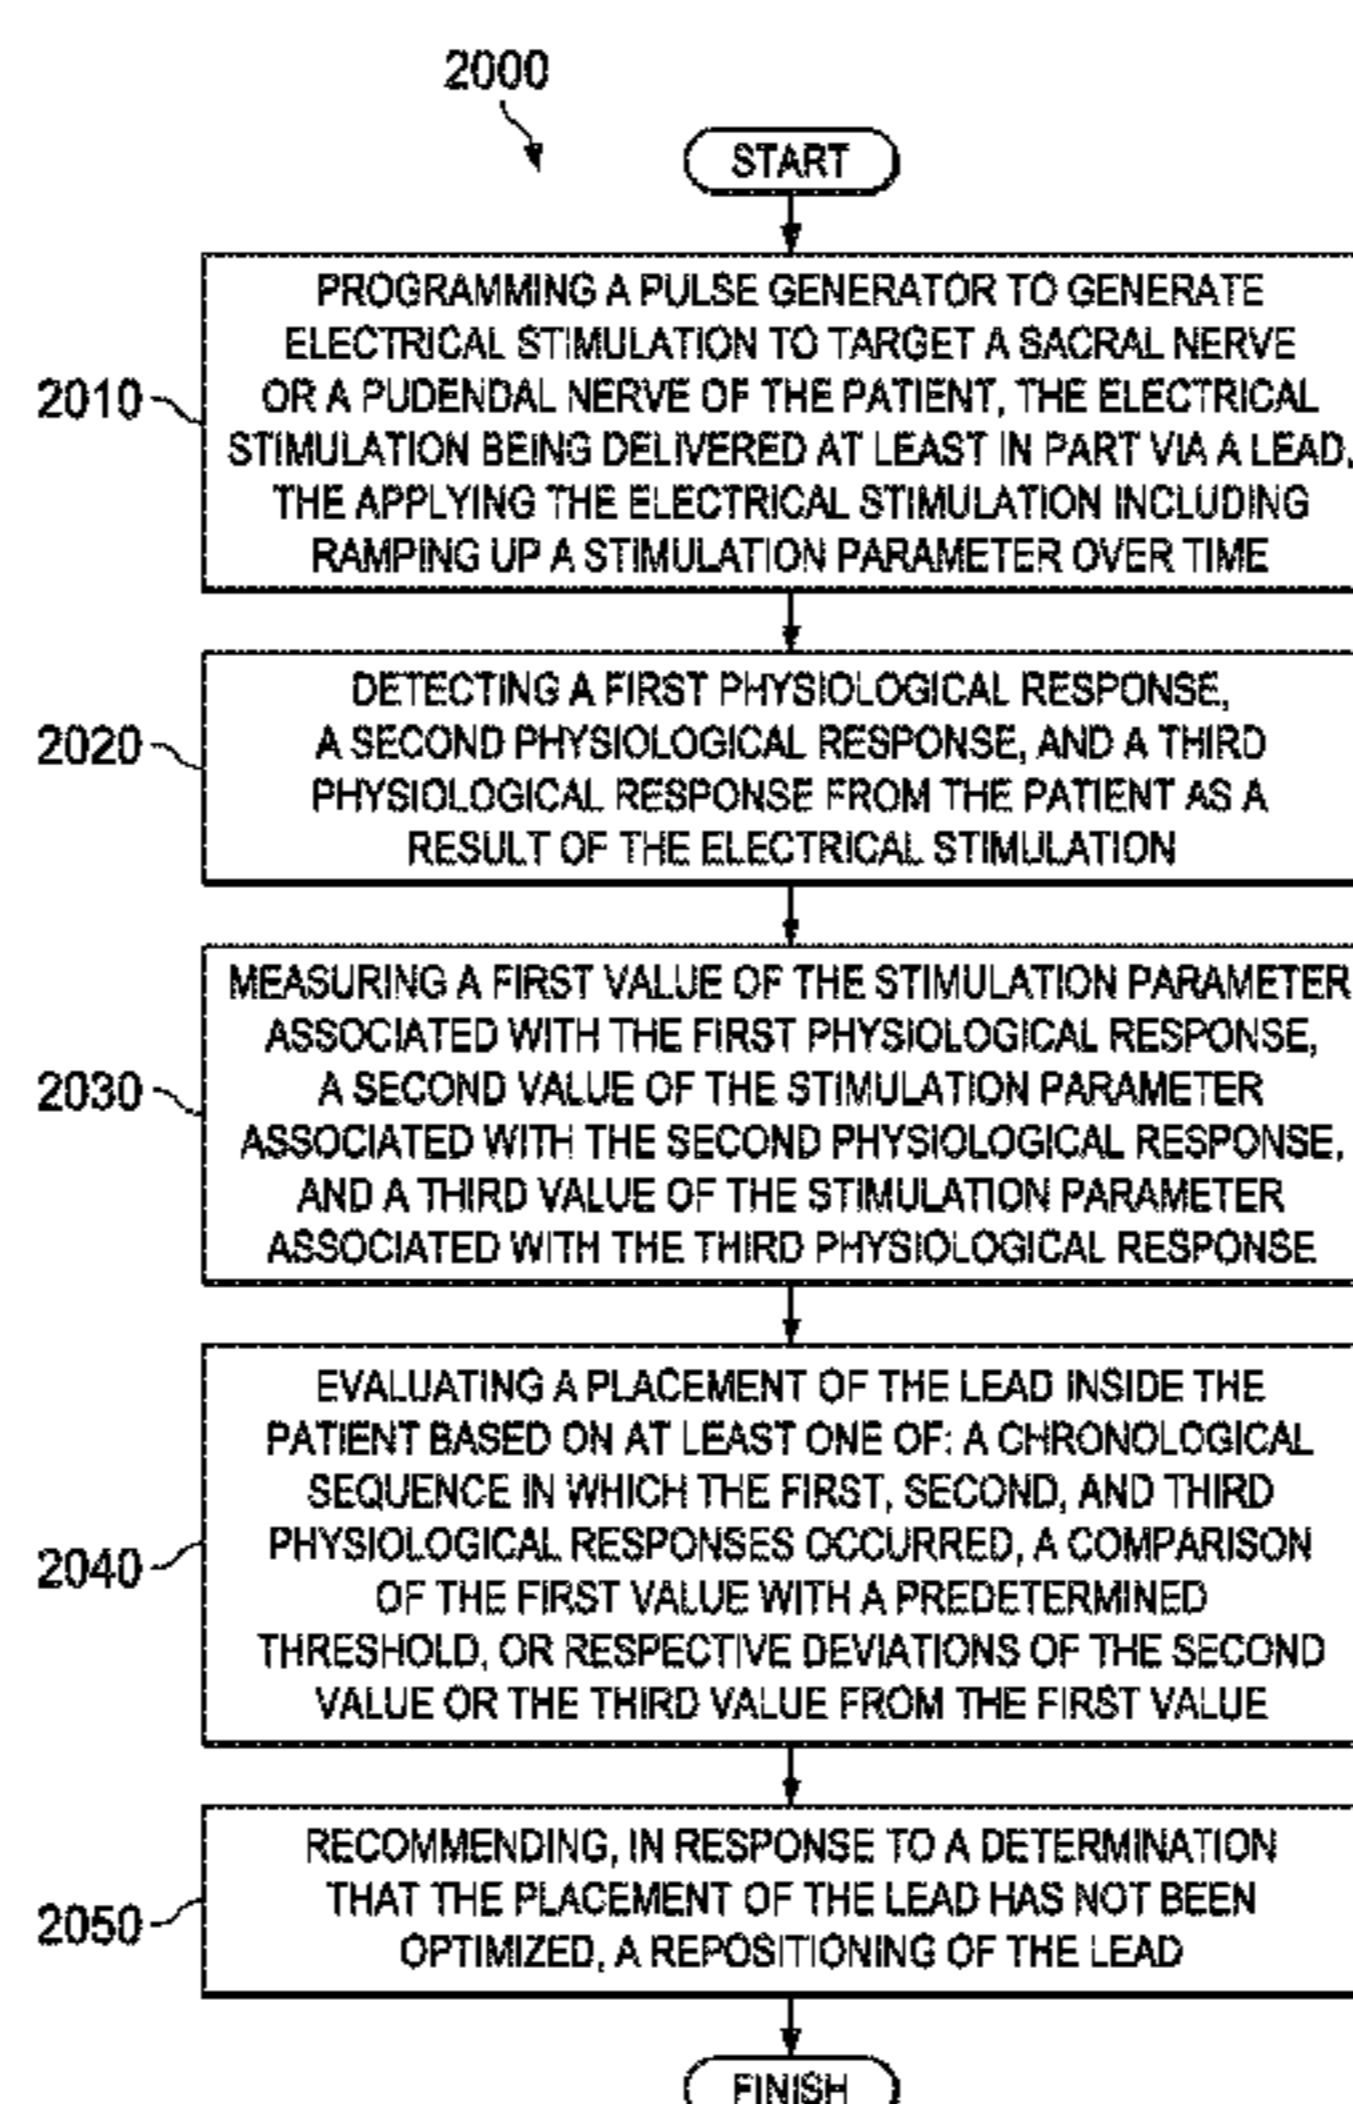 2000
START
2010
PROGRAMMING A PULSE GENERATOR TO GENERATE
ELECTRICAL STIMULATION TO TARGET A SACRAL NERVE
OR A PUDENDAL NERVE OF THE PATIENT, THE ELECTRICAL
STIMULATION BEING DELIVERED AT LEAST IN PART VIA A LEAD,
THE APPLYING THE ELECTRICAL STIMULATION INCLUDING
RAMPING UP A STIMULATION PARAMETER OVER TIME
2020
DETECTING A FIRST PHYSIOLOGICAL RESPONSE,
A SECOND PHYSIOLOGICAL RESPONSE, AND A THIRD
PHYSIOLOGICAL RESPONSE FROM THE PATIENT AS A
RESULT OF THE ELECTRICAL STIMULATION
2030
MEASURING A FIRST VALUE OF THE STIMULATION PARAMETER
ASSOCIATED WITH THE FIRST PHYSIOLOGICAL RESPONSE,
A SECOND VALUE OF THE STIMULATION PARAMETER
ASSOCIATED WITH THE SECOND PHYSIOLOGICAL RESPONSE,
AND A THIRD VALUE OF THE STIMULATION PARAMETER
ASSOCIATED WITH THE THIRD PHYSIOLOGICAL RESPONSE
2040
EVALUATING A PLACEMENT OF THE LEAD INSIDE THE
PATIENT BASED ON AT LEAST ONE OF: A CHRONOLOGICAL
SEQUENCE IN WHICH THE FIRST, SECOND, AND THIRD
PHYSIOLOGICAL RESPONSES OCCURRED, A COMPARISON
OF THE FIRST VALUE WITH A PREDETERMINED
THRESHOLD, OR RESPECTIVE DEVIATIONS OF THE SECOND
VALUE OR THE THIRD VALUE FROM THE FIRST VALUE
2050
RECOMMENDING, IN RESPONSE TO A DETERMINATION
THAT THE PLACEMENT OF THE LEAD HAS NOT BEEN
OPTIMIZED, A REPOSITIONING OF THE LEAD
FINISH